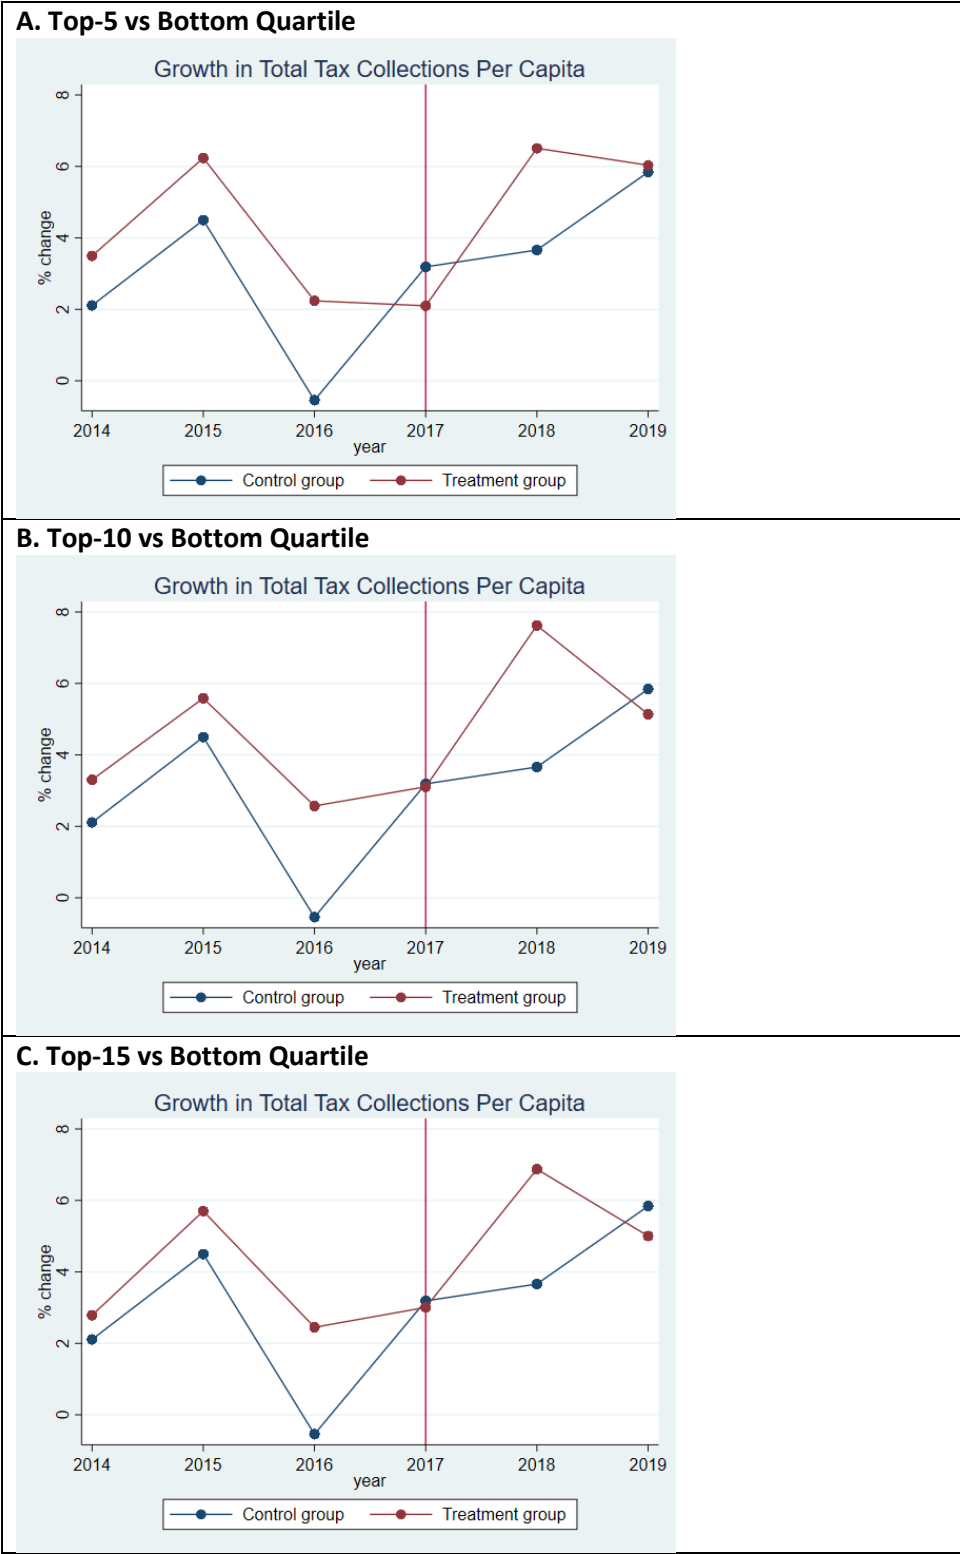 A. Top-5 vs Bottom Quartile
Growth in Total Tax Collections Per Capita
8
6
4
2
0
% change
2014 2015 2016 2017 2018 2019
year
Control group Treatment group
B. Top-10 vs Bottom Quartile
Growth in Total Tax Collections Per Capita
8
6
4
2
0
% change
2014 2015 2016 2017 2018 2019
year
Control group Treatment group
C. Top-15 vs Bottom Quartile
Growth in Total Tax Collections Per Capita
8
6
4
2
0
% change
2014 2015 2016 2017 2018 2019
year
Control group Treatment group